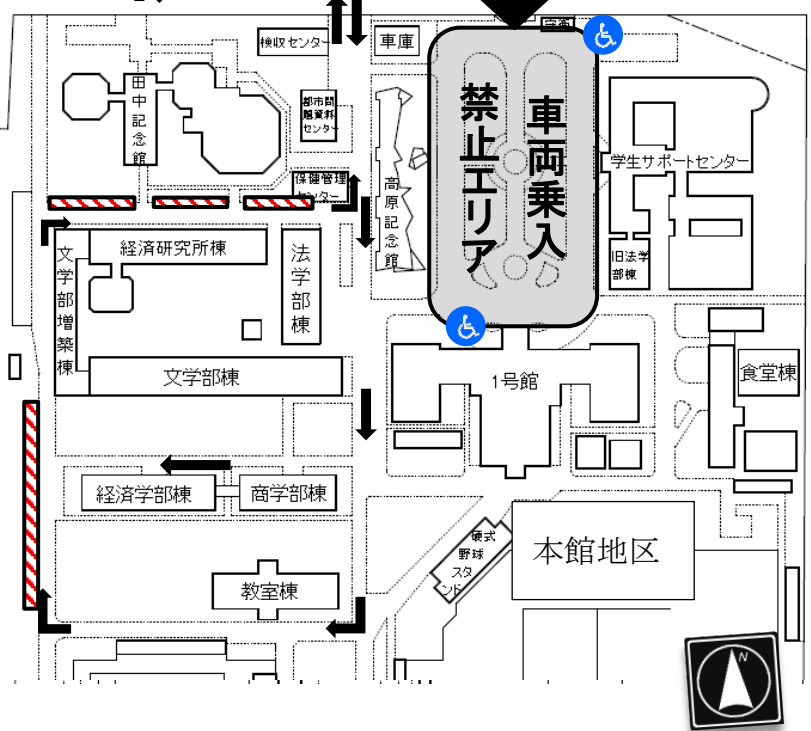 守衛
検収センター
車庫
田中記念館
都市問
題資料
センター
車両乗入
禁止エリア
学生サポートセンター
保健管理
センター
高原記念館
旧法学
部棟
文学部増築棟
経済研究所棟
法学部棟
文学部棟
1号館
食堂棟
経済学部棟
商学部棟
硬式
野球
スタ
ンド
本館地区
教室棟
N